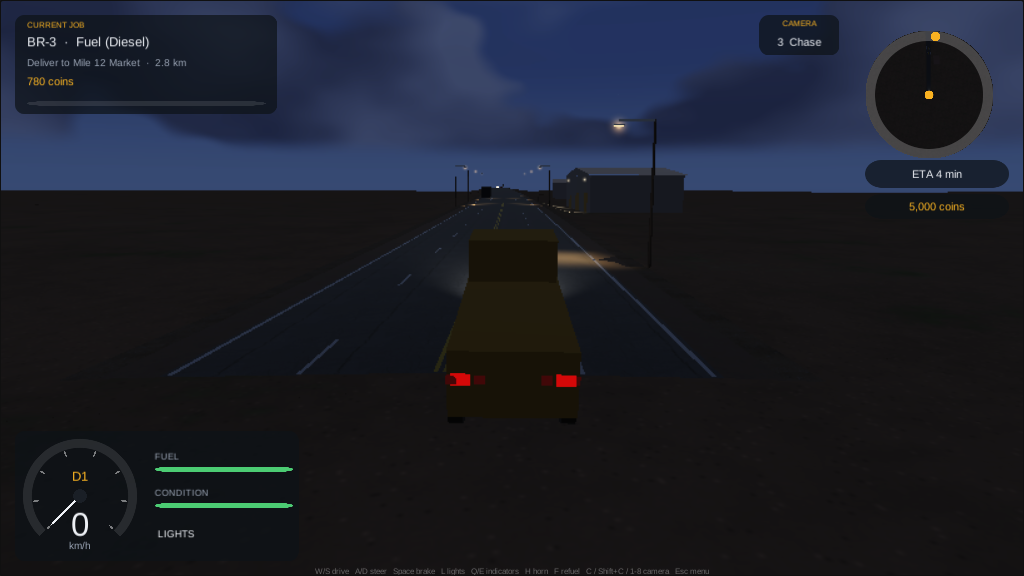 CURRENT JOB
BR-3 · Fuel (Diesel)
Deliver to Mile 12 Market · 2.8 km
780 coins
CAMERA
3 Chase
ETA 4 min
5,000 coins
D1
0
km/h
FUEL
CONDITION
LIGHTS
W/S drive A/D steer Space brake L lights Q/E indicators H horn F refuel C / Shift+C / 1-8 camera Esc menu